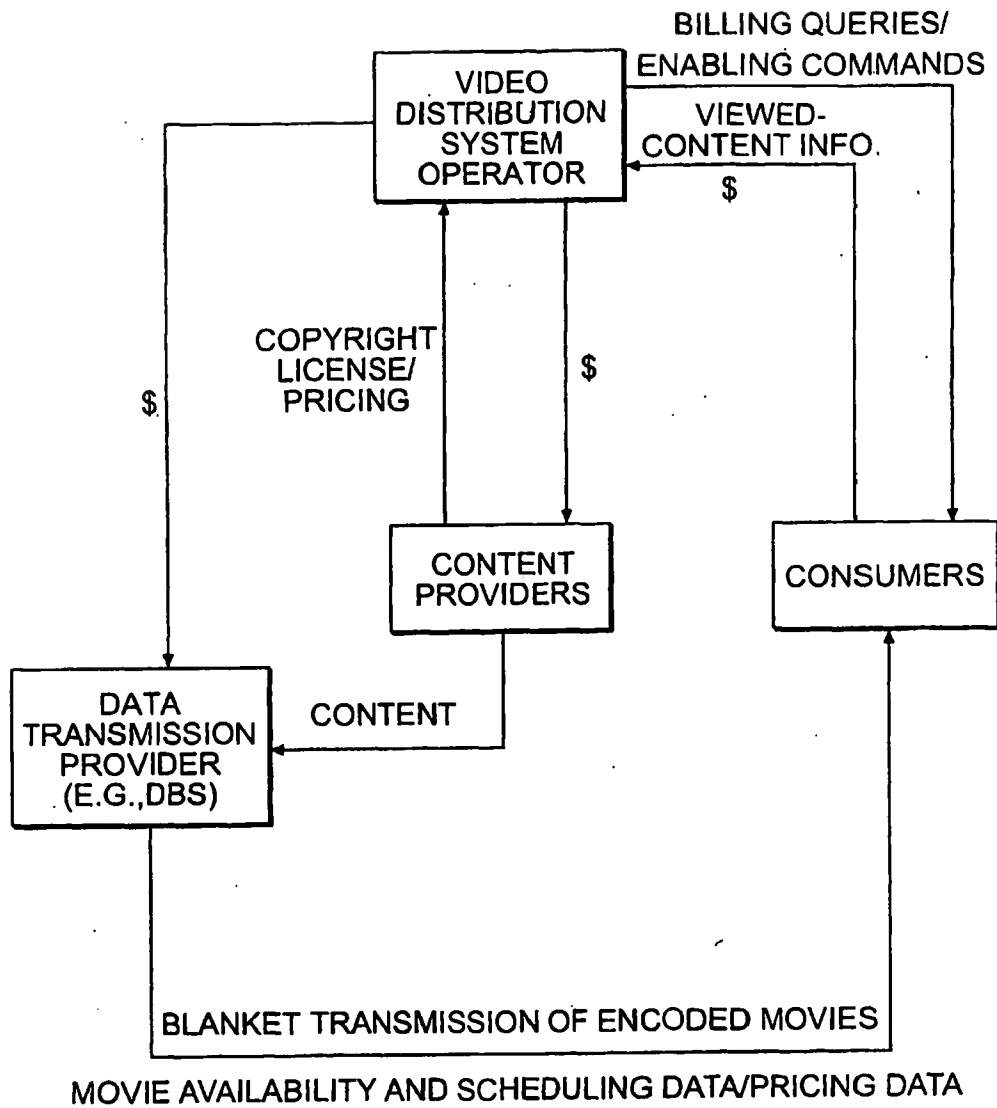 BILLING QUERIES/
ENABLING COMMANDS
VIDEO
DISTRIBUTION
SYSTEM
OPERATOR
VIEWED-
CONTENT INFO.
$
COPYRIGHT
LICENSE/
PRICING
$
$
CONTENT
PROVIDERS
CONSUMERS
DATA
TRANSMISSION
PROVIDER
(E.G.,DBS)
CONTENT
BLANKET TRANSMISSION OF ENCODED MOVIES
MOVIE AVAILABILITY AND SCHEDULING DATA/PRICING DATA